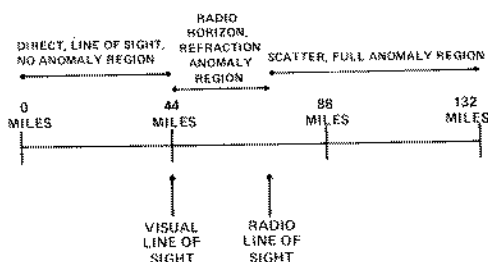 DIRECT, LINE OF SIGHT,
NO ANOMALY REGION
RADIO
HORIZON,
REFRACTION
ANOMALY
REGION
SCATTER, FULL ANOMALY REGION
0
MILES
44
MILES
88
MILES
132
MILES
VISUAL
LINE OF
SIGHT
RADIO
LINE OF
SIGHT